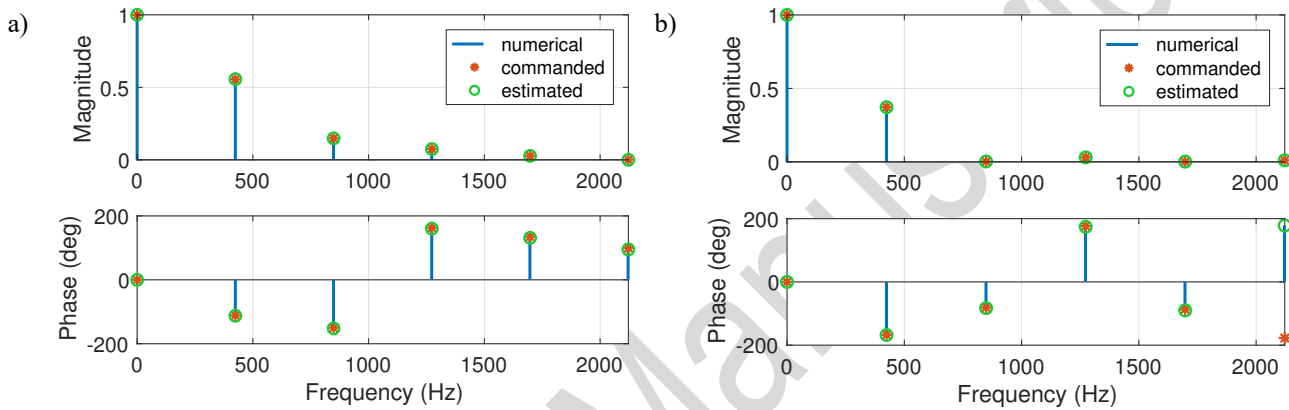 a)
Magnitude
1
0.5
0
numerical
commanded
estimated
0 500 1000 1500 2000
Phase (deg)
200
0
-200
0 500 1000 1500 2000
Frequency (Hz)
b)
Magnitude
1
0.5
0
numerical
commanded
estimated
0 500 1000 1500 2000
Phase (deg)
200
0
-200
0 500 1000 1500 2000
Frequency (Hz)